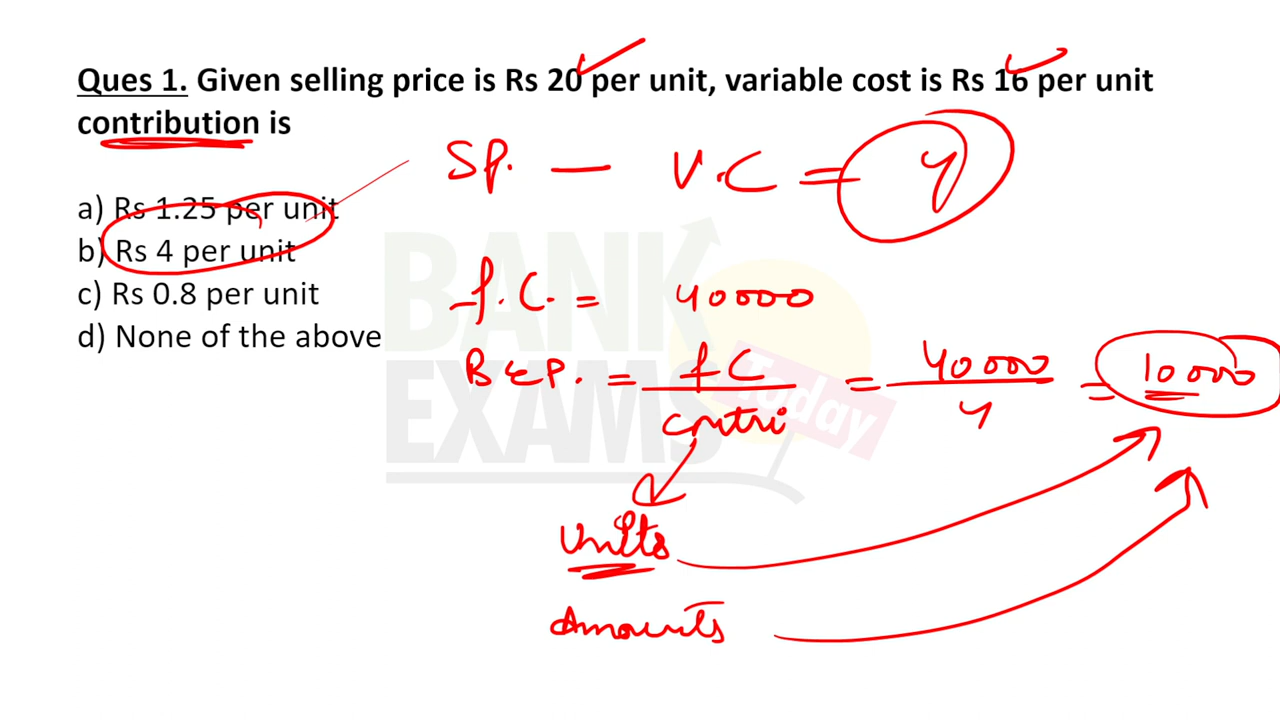 Ques 1. Given selling price is Rs 20 per unit, variable cost is Rs 16 per unit
contribution is
SP. — V.C = 4
a) Rs 1.25 per unit
b) Rs 4 per unit
c) Rs 0.8 per unit
d) None of the above
f.C. = 40000
BEP. = fC / contri = 40000 / 4 = 10000
Units
Amounts
BANK
EXAMS
Today